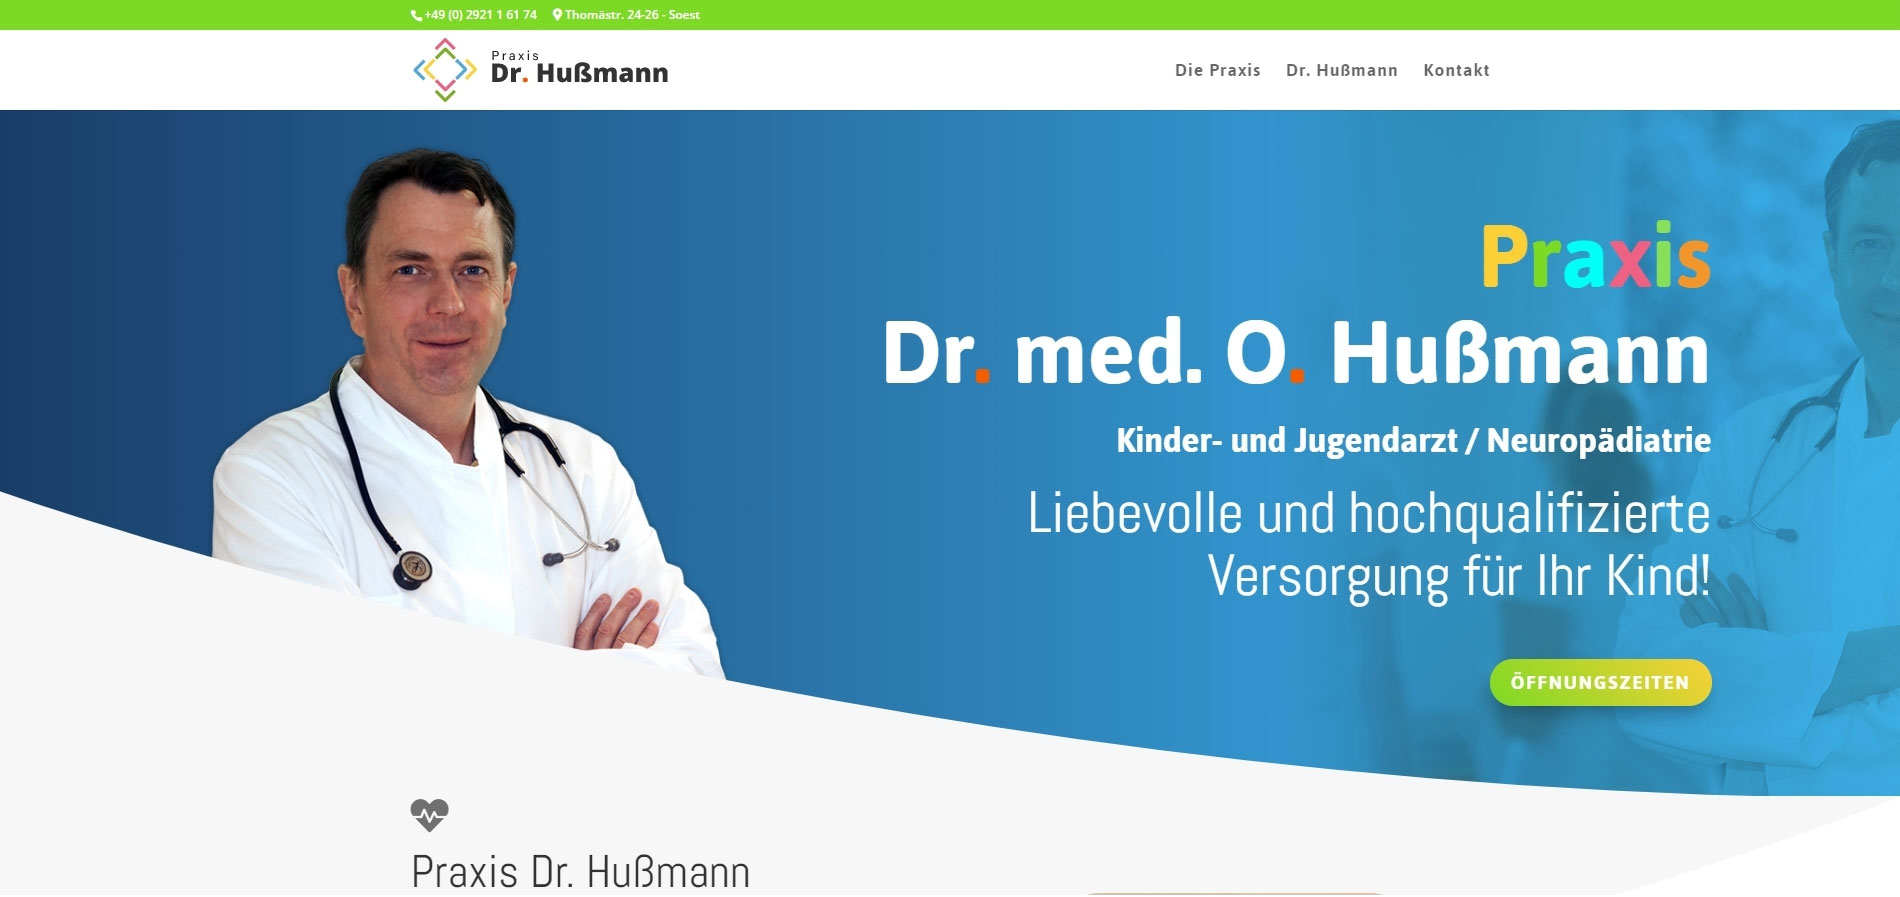 +49 (0) 2921 1 61 74 Thomästr. 24-26 - Soest
Praxis
Dr. Hußmann
Die Praxis Dr. Hußmann Kontakt
Praxis
Dr. med. O. Hußmann
Kinder- und Jugendarzt / Neuropädiatrie
Liebevolle und hochqualifizierte
Versorgung für Ihr Kind!
ÖFFNUNGSZEITEN
Praxis Dr. Hußmann